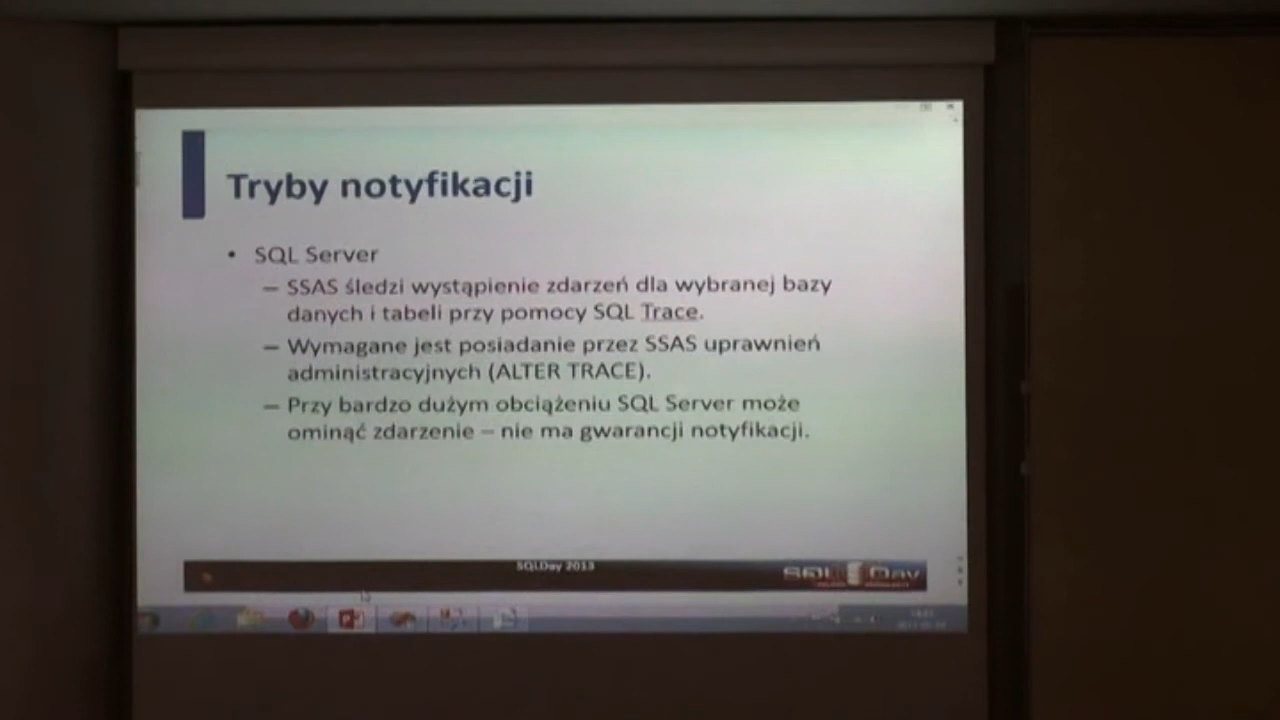 Tryby notyfikacji
• SQL Server
– SSAS śledzi wystąpienie zdarzeń dla wybranej bazy
danych i tabeli przy pomocy SQL Trace.
– Wymagane jest posiadanie przez SSAS uprawnień
administracyjnych (ALTER TRACE).
– Przy bardzo dużym obciążeniu SQL Server może
ominąć zdarzenie – nie ma gwarancji notyfikacji.
SQLDay 2013
SQL Day